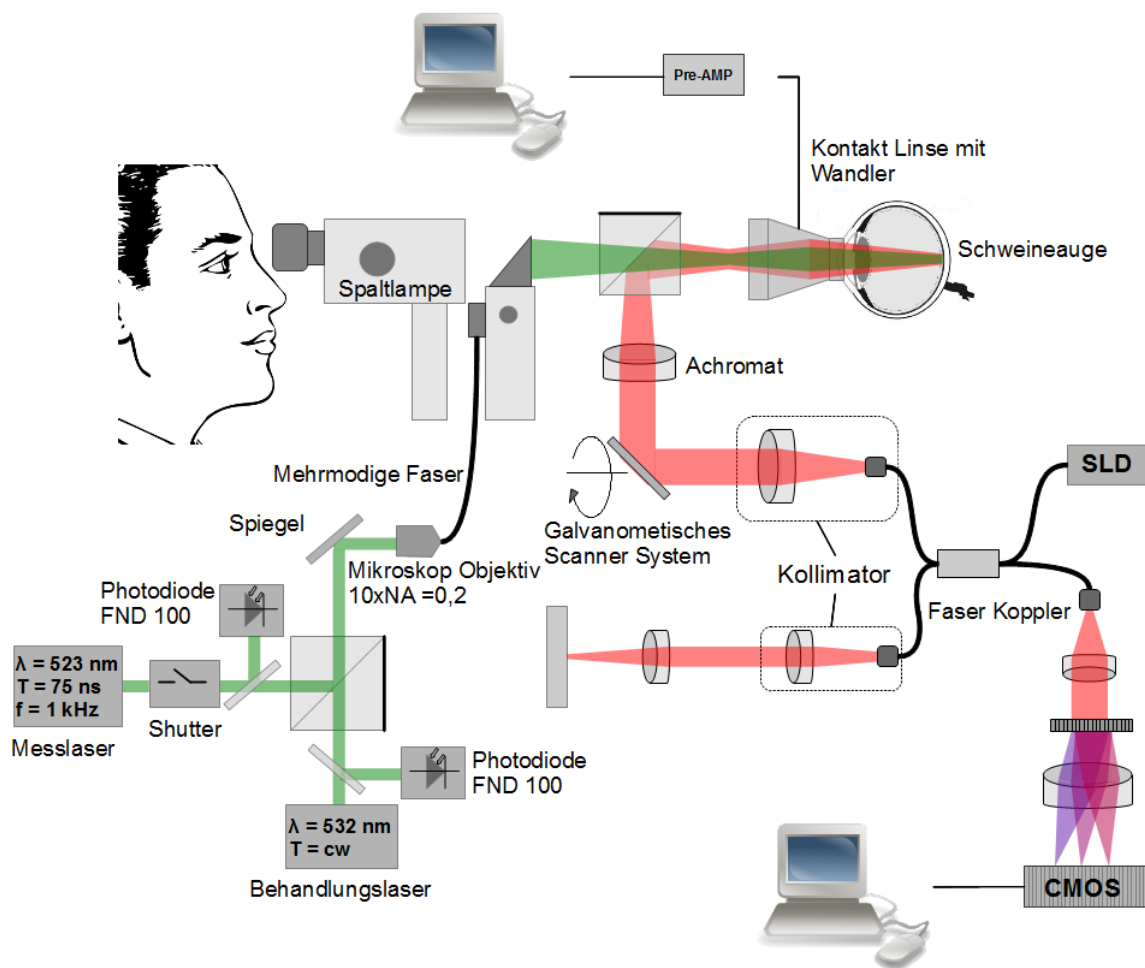 Pre-AMP
Kontakt Linse mit
Wandler
Schweineauge
Spaltlampe
Achromat
Mehrmodige Faser
SLD
Spiegel
Galvanometisches
Scanner System
Mikroskop Objektiv
10xNA =0,2
Kollimator
Photodiode
FND 100
Faser Koppler
λ = 523 nm
T = 75 ns
f = 1 kHz
Shutter
Messlaser
Photodiode
FND 100
λ = 532 nm
T = cw
Behandlungslaser
CMOS